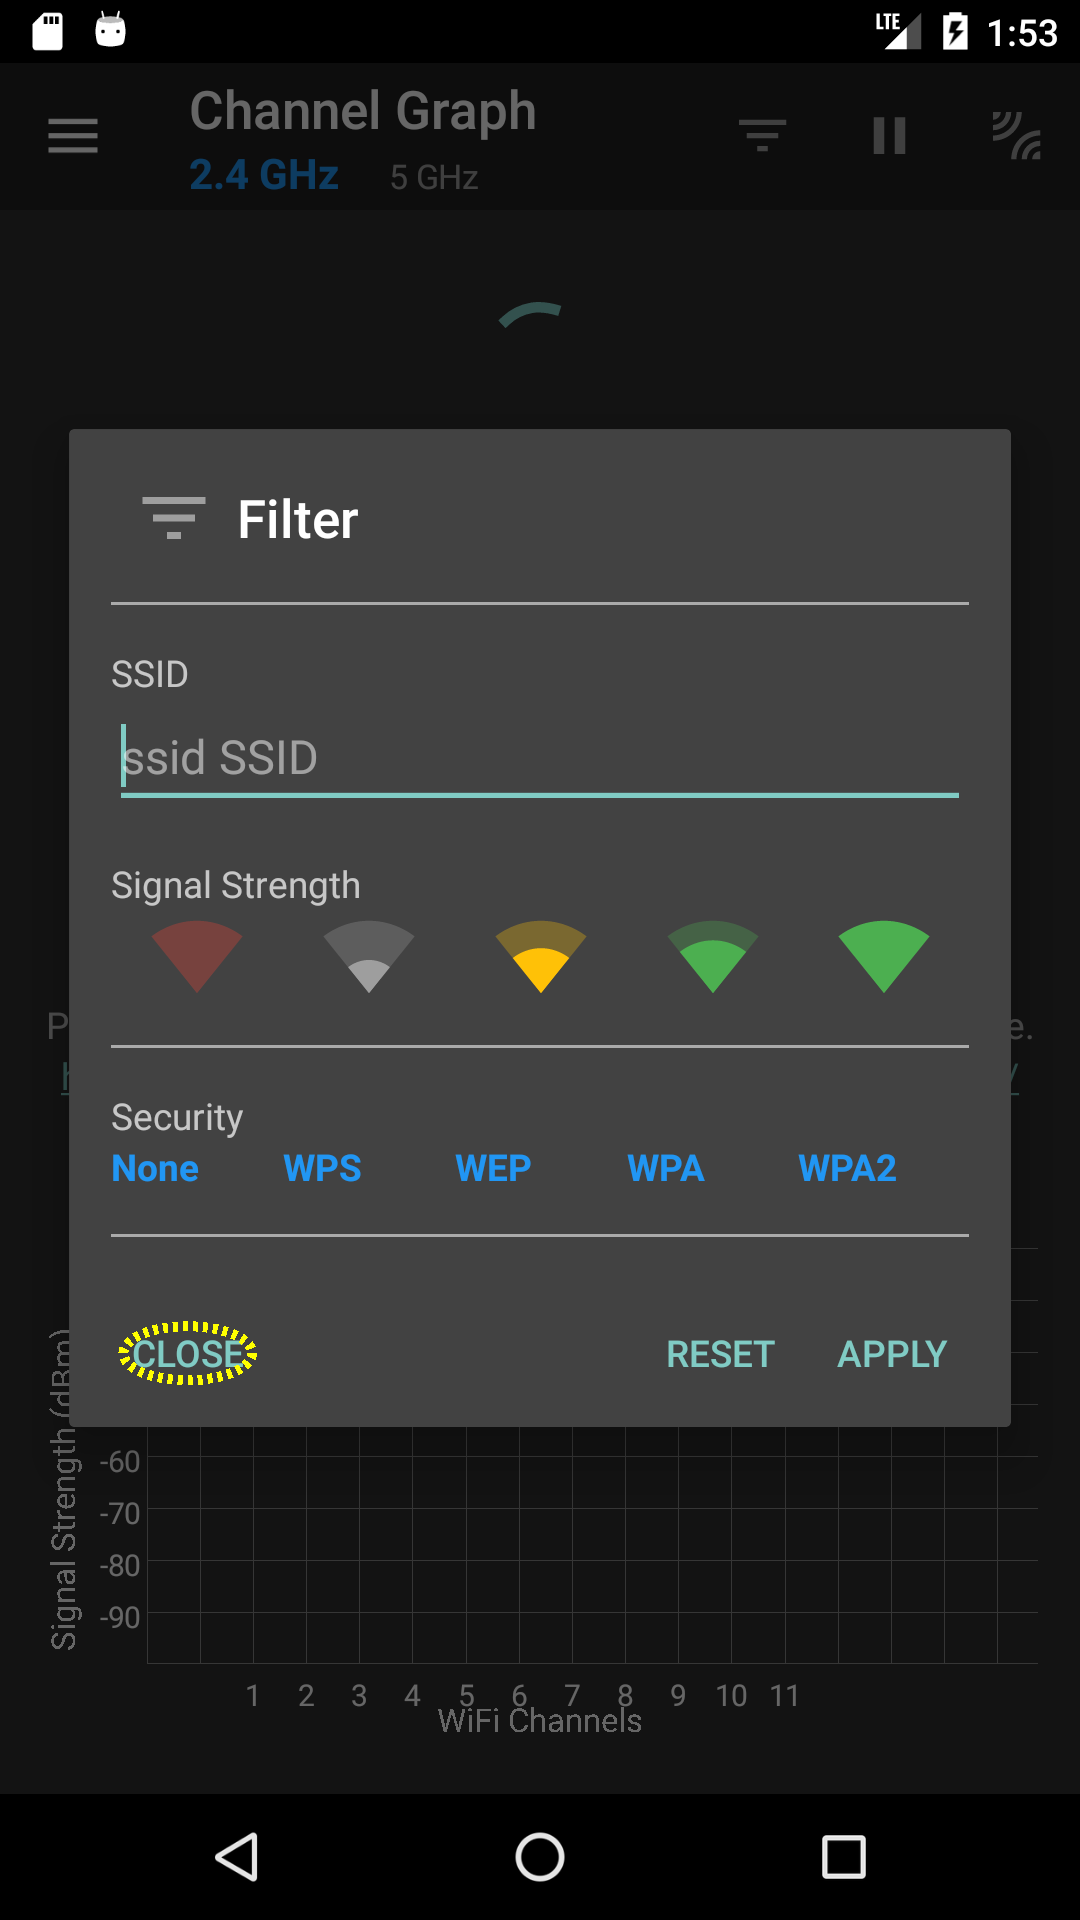 LTE 1:53
Channel Graph
2.4 GHz 5 GHz
Filter
SSID
ssid SSID
Signal Strength
P e.
h /
Security
None WPS WEP WPA WPA2
CLOSE RESET APPLY
Signal Strength (dBm)
-60
-70
-80
-90
1 2 3 4 5 6 7 8 9 10 11
WiFi Channels